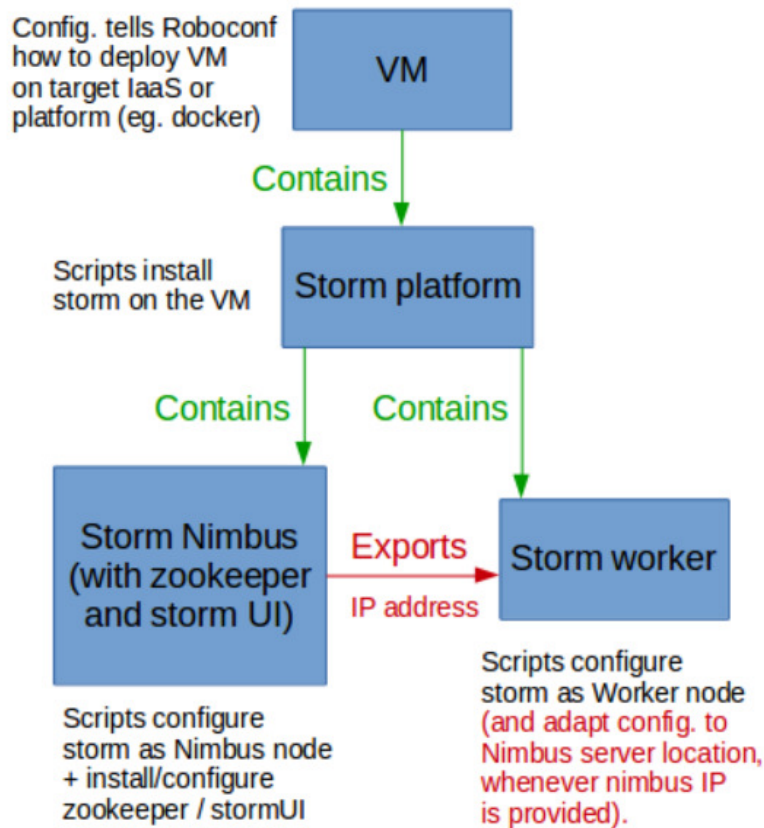 Config. tells Roboconf
how to deploy VM
on target IaaS or
platform (eg. docker)
VM
Contains
Scripts install
storm on the VM
Storm platform
Contains
Contains
Storm Nimbus
(with zookeeper
and storm UI)
Exports
IP address
Storm worker
Scripts configure
storm as Nimbus node
+ install/configure
zookeeper / stormUI
Scripts configure
storm as Worker node
(and adapt config. to
Nimbus server location,
whenever nimbus IP
is provided).